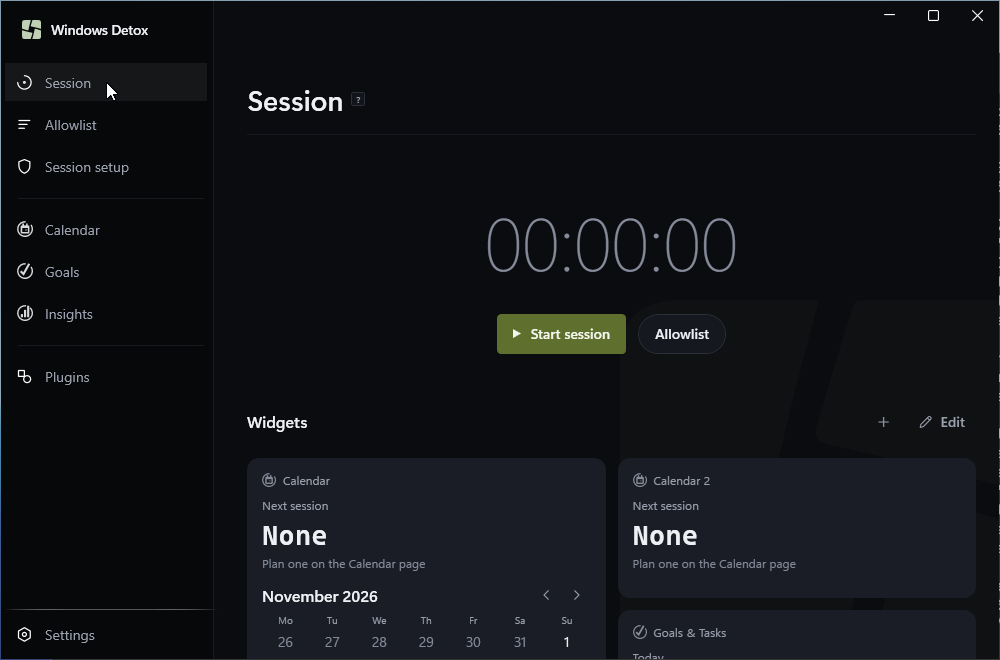 Windows Detox
Session
Allowlist
Session setup
Calendar
Goals
Insights
Plugins
Settings
Session ?
00:00:00
Start session
Allowlist
Widgets
+ Edit
Calendar
Next session
None
Plan one on the Calendar page
November 2026
Mo Tu We Th Fr Sa Su
26 27 28 29 30 31 1
Calendar 2
Next session
None
Plan one on the Calendar page
Goals & Tasks
Today